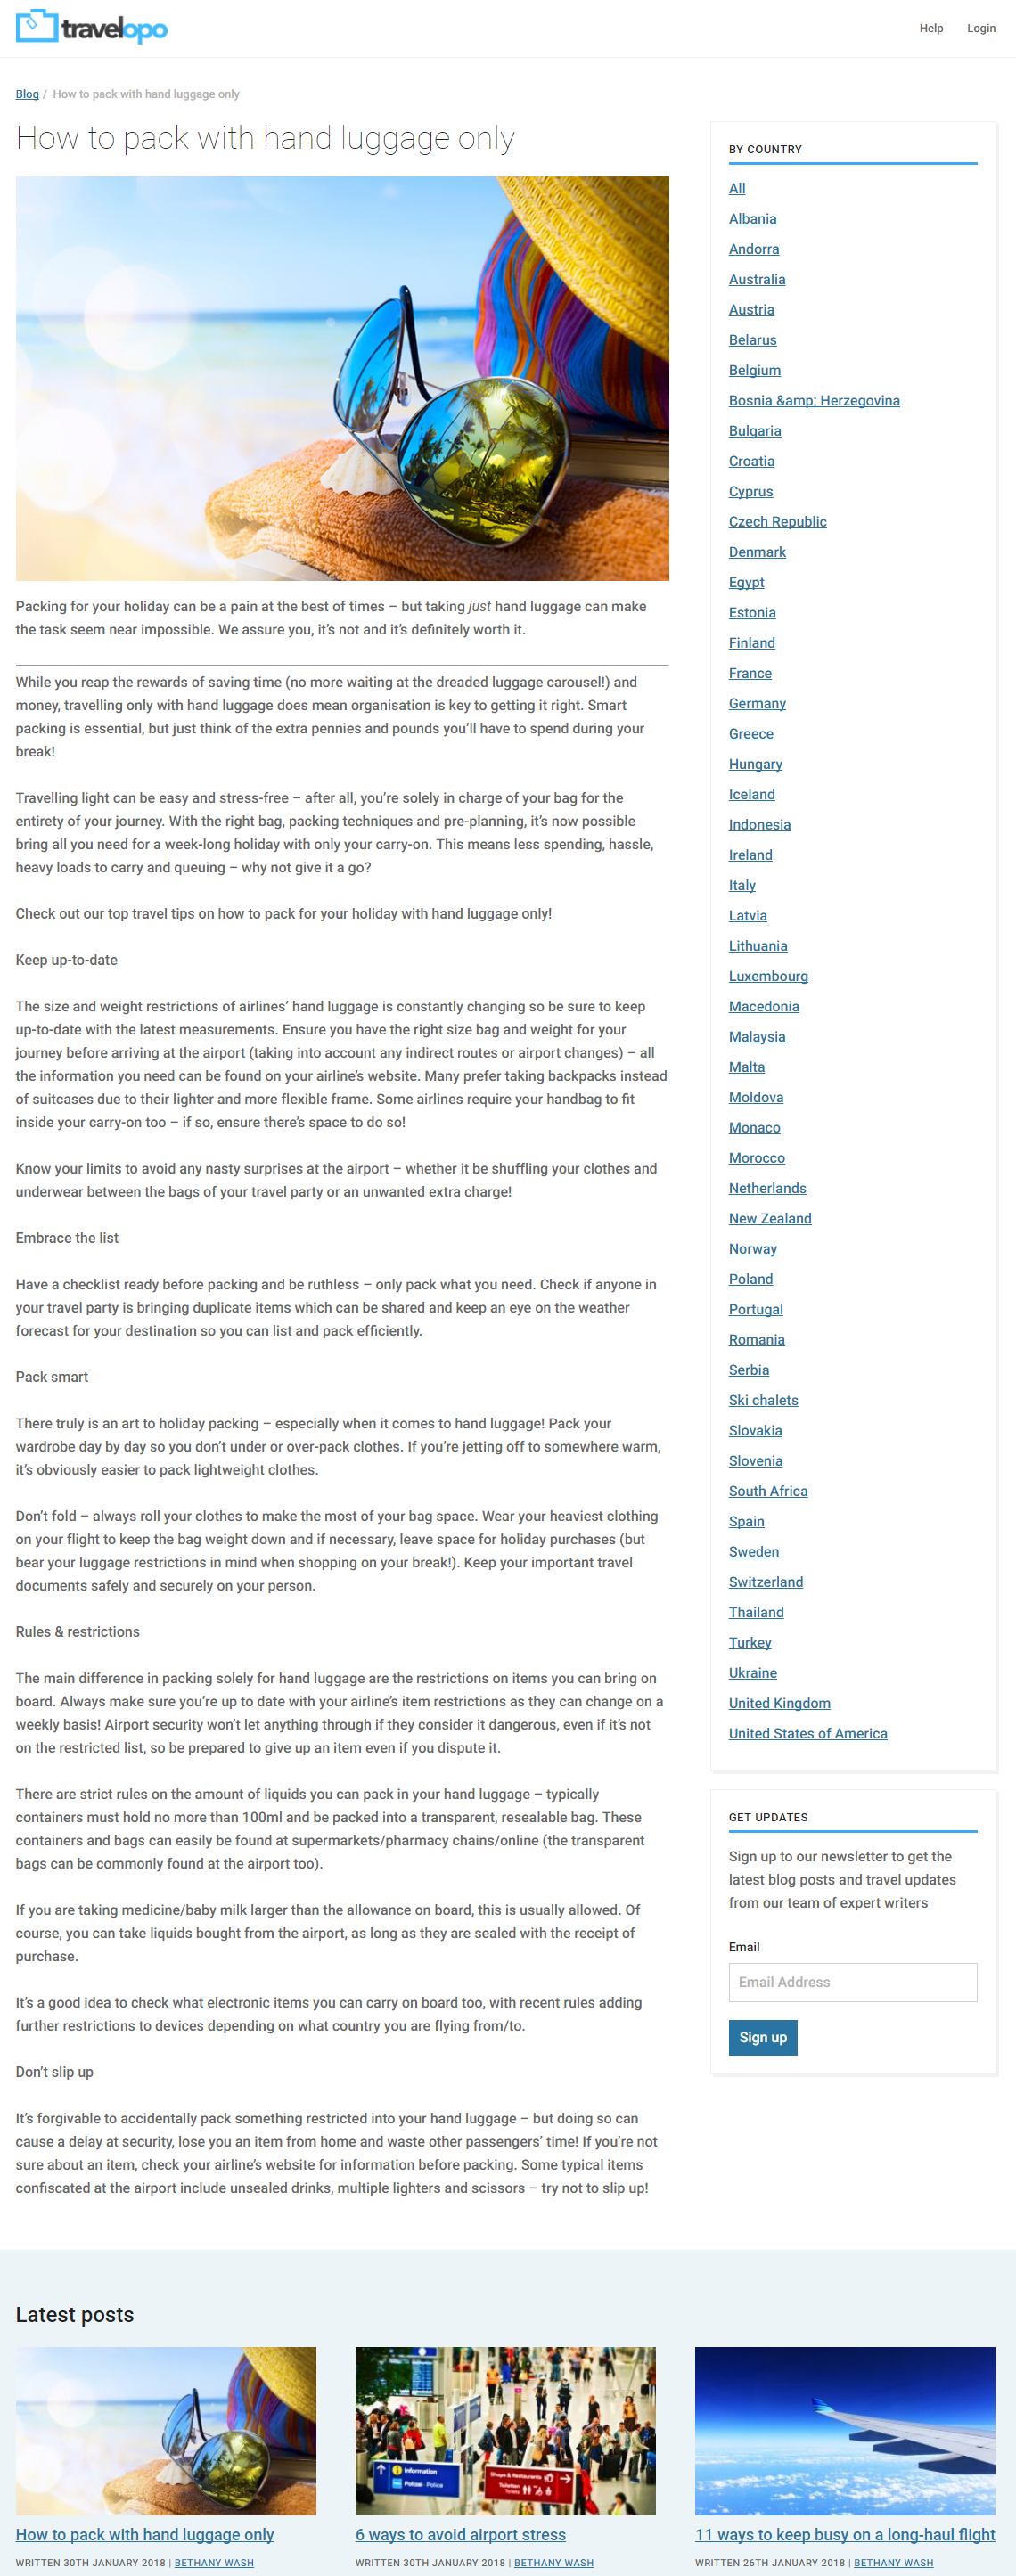 travelopo
Help
Login
Blog / How to pack with hand luggage only
How to pack with hand luggage only
Packing for your holiday can be a pain at the best of times – but taking just hand luggage can make
the task seem near impossible. We assure you, it's not and it's definitely worth it.
While you reap the rewards of saving time (no more waiting at the dreaded luggage carousel!) and
money, travelling only with hand luggage does mean organisation is key to getting it right. Smart
packing is essential, but just think of the extra pennies and pounds you'll have to spend during your
break!
Travelling light can be easy and stress-free – after all, you're solely in charge of your bag for the
entirety of your journey. With the right bag, packing techniques and pre-planning, it's now possible
bring all you need for a week-long holiday with only your carry-on. This means less spending, hassle,
heavy loads to carry and queuing – why not give it a go?
Check out our top travel tips on how to pack for your holiday with hand luggage only!
Keep up-to-date
The size and weight restrictions of airlines' hand luggage is constantly changing so be sure to keep
up-to-date with the latest measurements. Ensure you have the right size bag and weight for your
journey before arriving at the airport (taking into account any indirect routes or airport changes) – all
the information you need can be found on your airline's website. Many prefer taking backpacks instead
of suitcases due to their lighter and more flexible frame. Some airlines require your handbag to fit
inside your carry-on too – if so, ensure there's space to do so!
Know your limits to avoid any nasty surprises at the airport – whether it be shuffling your clothes and
underwear between the bags of your travel party or an unwanted extra charge!
Embrace the list
Have a checklist ready before packing and be ruthless – only pack what you need. Check if anyone in
your travel party is bringing duplicate items which can be shared and keep an eye on the weather
forecast for your destination so you can list and pack efficiently.
Pack smart
There truly is an art to holiday packing – especially when it comes to hand luggage! Pack your
wardrobe day by day so you don't under or over-pack clothes. If you're jetting off to somewhere warm,
it's obviously easier to pack lightweight clothes.
Don't fold – always roll your clothes to make the most of your bag space. Wear your heaviest clothing
on your flight to keep the bag weight down and if necessary, leave space for holiday purchases (but
bear your luggage restrictions in mind when shopping on your break!). Keep your important travel
documents safely and securely on your person.
Rules & restrictions
The main difference in packing solely for hand luggage are the restrictions on items you can bring on
board. Always make sure you're up to date with your airline's item restrictions as they can change on a
weekly basis! Airport security won't let anything through if they consider it dangerous, even if it's not
on the restricted list, so be prepared to give up an item even if you dispute it.
There are strict rules on the amount of liquids you can pack in your hand luggage – typically
containers must hold no more than 100ml and be packed into a transparent, resealable bag. These
containers and bags can easily be found at supermarkets/pharmacy chains/online (the transparent
bags can be commonly found at the airport too).
If you are taking medicine/baby milk larger than the allowance on board, this is usually allowed. Of
course, you can take liquids bought from the airport, as long as they are sealed with the receipt of
purchase.
It's a good idea to check what electronic items you can carry on board too, with recent rules adding
further restrictions to devices depending on what country you are flying from/to.
Don't slip up
It's forgivable to accidentally pack something restricted into your hand luggage – but doing so can
cause a delay at security, lose you an item from home and waste other passengers' time! If you're not
sure about an item, check your airline's website for information before packing. Some typical items
confiscated at the airport include unsealed drinks, multiple lighters and scissors – try not to slip up!
BY COUNTRY
All
Albania
Andorra
Australia
Austria
Belarus
Belgium
Bosnia &amp; Herzegovina
Bulgaria
Croatia
Cyprus
Czech Republic
Denmark
Egypt
Estonia
Finland
France
Germany
Greece
Hungary
Iceland
Indonesia
Ireland
Italy
Latvia
Lithuania
Luxembourg
Macedonia
Malaysia
Malta
Moldova
Monaco
Morocco
Netherlands
New Zealand
Norway
Poland
Portugal
Romania
Serbia
Ski chalets
Slovakia
Slovenia
South Africa
Spain
Sweden
Switzerland
Thailand
Turkey
Ukraine
United Kingdom
United States of America
GET UPDATES
Sign up to our newsletter to get the
latest blog posts and travel updates
from our team of expert writers
Email
Email Address
Sign up
Latest posts
Information
Polizei · Police
Shops & Restaurants
Toiletten
How to pack with hand luggage only
WRITTEN 30TH JANUARY 2018 | BETHANY WASH
6 ways to avoid airport stress
WRITTEN 30TH JANUARY 2018 | BETHANY WASH
11 ways to keep busy on a long-haul flight
WRITTEN 26TH JANUARY 2018 | BETHANY WASH